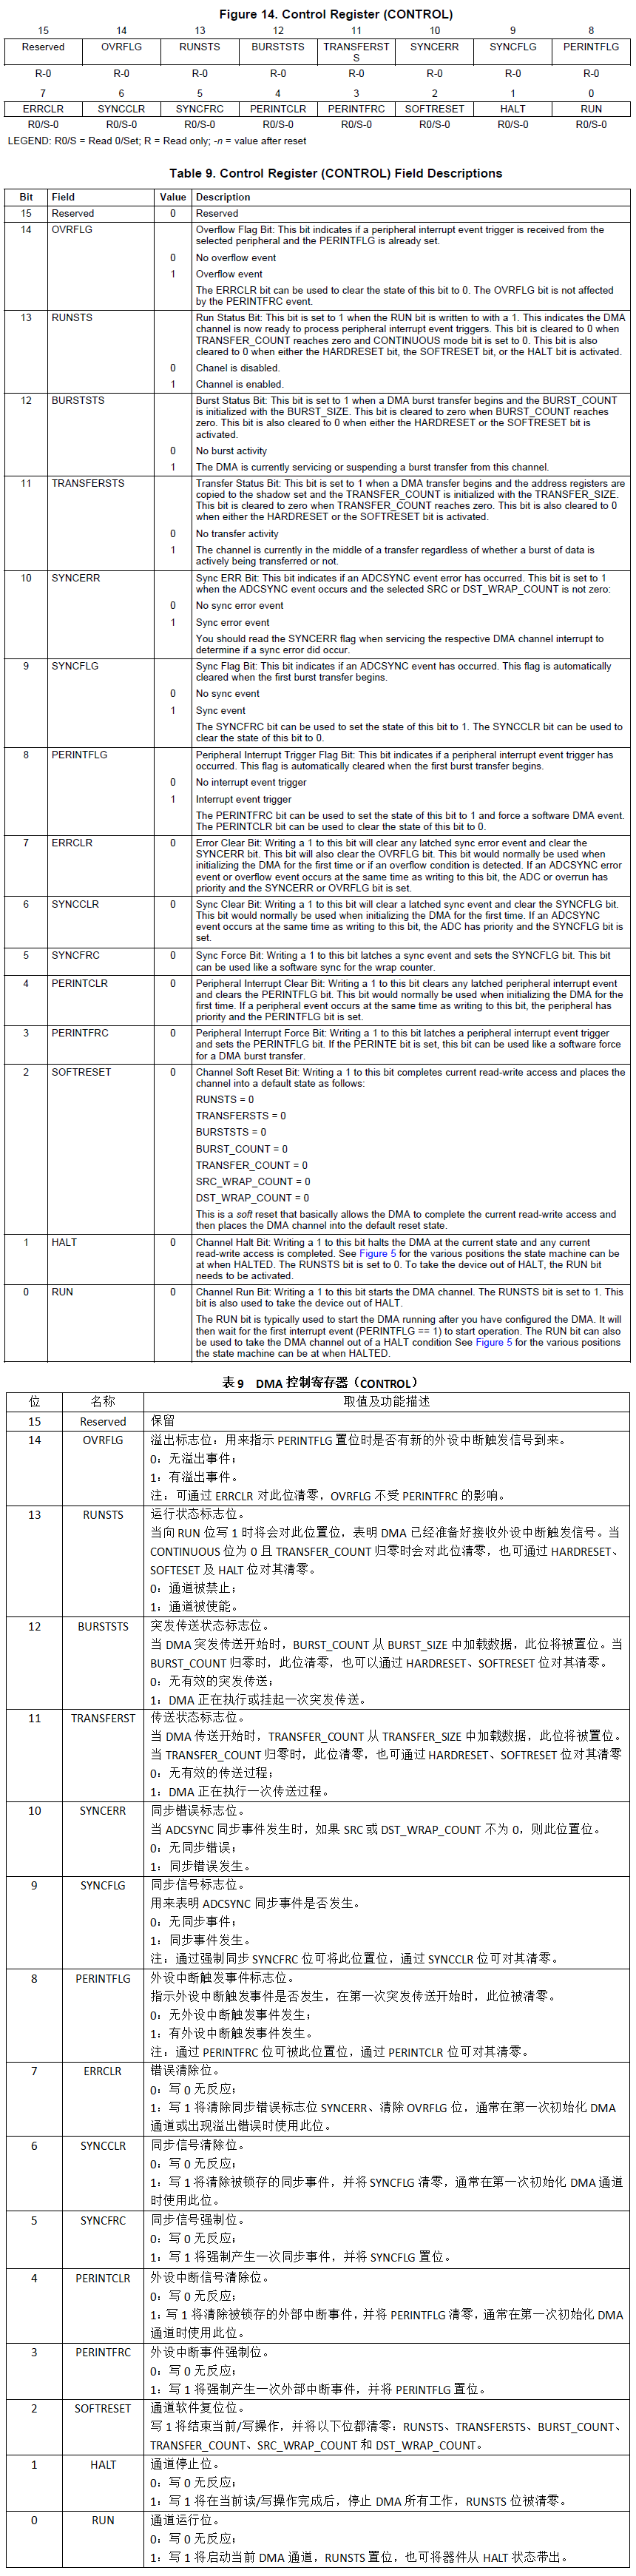 Figure 14. Control Register (CONTROL)
15 14 13 12 11 10 9 8
Reserved OVRFLG RUNSTS BURSTSTS TRANSFERST SYNCERR SYNCFLG PERINTFLG
S
R-0 R-0 R-0 R-0 R-0 R-0 R-0 R-0
7 6 5 4 3 2 1 0
ERRCLR SYNCCLR SYNCFRC PERINTCLR PERINTFRC SOFTRESET HALT RUN
R0/S-0 R0/S-0 R0/S-0 R0/S-0 R0/S-0 R0/S-0 R0/S-0 R0/S-0
LEGEND: R0/S = Read 0/Set; R = Read only; -n = value after reset
Table 9. Control Register (CONTROL) Field Descriptions
Bit Field Value Description
15 Reserved 0 Reserved
14 OVRFLG Overflow Flag Bit: This bit indicates if a peripheral interrupt event trigger is received from the
selected peripheral and the PERINTFLG is already set.
0 No overflow event
1 Overflow event
The ERRCLR bit can be used to clear the state of this bit to 0. The OVRFLG bit is not affected
by the PERINTFRC event.
13 RUNSTS Run Status Bit: This bit is set to 1 when the RUN bit is written to with a 1. This indicates the DMA
channel is now ready to process peripheral interrupt event triggers. This bit is cleared to 0 when
TRANSFER_COUNT reaches zero and CONTINUOUS mode bit is set to 0. This bit is also
cleared to 0 when either the HARDRESET bit, the SOFTRESET bit, or the HALT bit is activated.
0 Chanel is disabled.
1 Channel is enabled.
12 BURSTSTS Burst Status Bit: This bit is set to 1 when a DMA burst transfer begins and the BURST_COUNT
is initialized with the BURST_SIZE. This bit is cleared to zero when BURST_COUNT reaches
zero. This bit is also cleared to 0 when either the HARDRESET or the SOFTRESET bit is
activated.
0 No burst activity
1 The DMA is currently servicing or suspending a burst transfer from this channel.
11 TRANSFERSTS Transfer Status Bit: This bit is set to 1 when a DMA transfer begins and the address registers are
copied to the shadow set and the TRANSFER_COUNT is initialized with the TRANSFER_SIZE.
This bit is cleared to zero when TRANSFER_COUNT reaches zero. This bit is also cleared to 0
when either the HARDRESET or the SOFTRESET bit is activated.
0 No transfer activity
1 The channel is currently in the middle of a transfer regardless of whether a burst of data is
actively being transferred or not.
10 SYNCERR Sync ERR Bit: This bit indicates if an ADCSYNC event error has occurred. This bit is set to 1
when the ADCSYNC event occurs and the selected SRC or DST_WRAP_COUNT is not zero:
0 No sync error event
1 Sync error event
You should read the SYNCERR flag when servicing the respective DMA channel interrupt to
determine if a sync error did occur.
9 SYNCFLG Sync Flag Bit: This bit indicates if an ADCSYNC event has occurred. This flag is automatically
cleared when the first burst transfer begins.
0 No sync event
1 Sync event
The SYNCFRC bit can be used to set the state of this bit to 1. The SYNCCLR bit can be used to
clear the state of this bit to 0.
8 PERINTFLG Peripheral Interrupt Trigger Flag Bit: This bit indicates if a peripheral interrupt event trigger has
occurred. This flag is automatically cleared when the first burst transfer begins.
0 No interrupt event trigger
1 Interrupt event trigger
The PERINTFRC bit can be used to set the state of this bit to 1 and force a software DMA event.
The PERINTCLR bit can be used to clear the state of this bit to 0.
7 ERRCLR 0 Error Clear Bit: Writing a 1 to this bit will clear any latched sync error event and clear the
SYNCERR bit. This bit will also clear the OVRFLG bit. This bit would normally be used when
initializing the DMA for the first time or if an overflow condition is detected. If an ADCSYNC error
event or overflow event occurs at the same time as writing to this bit, the ADC or overrun has
priority and the SYNCERR or OVRFLG bit is set.
6 SYNCCLR 0 Sync Clear Bit: Writing a 1 to this bit will clear a latched sync event and clear the SYNCFLG bit.
This bit would normally be used when initializing the DMA for the first time. If an ADCSYNC
event occurs at the same time as writing to this bit, the ADC has priority and the SYNCFLG bit is
set.
5 SYNCFRC 0 Sync Force Bit: Writing a 1 to this bit latches a sync event and sets the SYNCFLG bit. This bit
can be used like a software sync for the wrap counter.
4 PERINTCLR 0 Peripheral Interrupt Clear Bit: Writing a 1 to this bit clears any latched peripheral interrupt event
and clears the PERINTFLG bit. This bit would normally be used when initializing the DMA for the
first time. If a peripheral event occurs at the same time as writing to this bit, the peripheral has
priority and the PERINTFLG bit is set.
3 PERINTFRC 0 Peripheral Interrupt Force Bit: Writing a 1 to this bit latches a peripheral interrupt event trigger
and sets the PERINTFLG bit. If the PERINTE bit is set, this bit can be used like a software force
for a DMA burst transfer.
2 SOFTRESET 0 Channel Soft Reset Bit: Writing a 1 to this bit completes current read-write access and places the
channel into a default state as follows:
RUNSTS = 0
TRANSFERSTS = 0
BURSTSTS = 0
BURST_COUNT = 0
TRANSFER_COUNT = 0
SRC_WRAP_COUNT = 0
DST_WRAP_COUNT = 0
This is a soft reset that basically allows the DMA to complete the current read-write access and
then places the DMA channel into the default reset state.
1 HALT 0 Channel Halt Bit: Writing a 1 to this bit halts the DMA at the current state and any current
read-write access is completed. See Figure 5 for the various positions the state machine can be
at when HALTED. The RUNSTS bit is set to 0. To take the device out of HALT, the RUN bit
needs to be activated.
0 RUN 0 Channel Run Bit: Writing a 1 to this bit starts the DMA channel. The RUNSTS bit is set to 1. This
bit is also used to take the device out of HALT.
The RUN bit is typically used to start the DMA running after you have configured the DMA. It will
then wait for the first interrupt event (PERINTFLG == 1) to start operation. The RUN bit can also
be used to take the DMA channel out of a HALT condition See Figure 5 for the various positions
the state machine can be at when HALTED.
表 9 DMA 控制寄存器（CONTROL）
位 名称 取值及功能描述
15 Reserved 保留
14 OVRFLG 溢出标志位：用来指示 PERINTFLG 置位时是否有新的外设中断触发信号到来。
0：无溢出事件；
1：有溢出事件。
注：可通过 ERRCLR 对此位清零，OVRFLG 不受 PERINTFRC 的影响。
13 RUNSTS 运行状态标志位。
当向 RUN 位写 1 时将会对此位置位，表明 DMA 已经准备好接收外设中断触发信号。当
CONTINUOUS 位为 0 且 TRANSFER_COUNT 归零时会对此位清零，也可通过 HARDRESET、
SOFTESET 及 HALT 位对其清零。
0：通道被禁止；
1：通道被使能。
12 BURSTSTS 突发传送状态标志位。
当 DMA 突发传送开始时，BURST_COUNT 从 BURST_SIZE 中加载数据，此位将被置位。当
BURST_COUNT 归零时，此位清零，也可以通过 HARDRESET、SOFTRESET 位对其清零。
0：无有效的突发传送；
1：DMA 正在执行或挂起一次突发传送。
11 TRANSFERST 传送状态标志位。
当 DMA 传送开始时，TRANSFER_COUNT 从 TRANSFER_SIZE 中加载数据，此位将被置位。
当 TRANSFER_COUNT 归零时，此位清零，也可通过 HARDRESET、SOFTRESET 位对其清零
0：无有效的传送过程；
1：DMA 正在执行一次传送过程。
10 SYNCERR 同步错误标志位。
当 ADCSYNC 同步事件发生时，如果 SRC 或 DST_WRAP_COUNT 不为 0，则此位置位。
0：无同步错误；
1：同步错误发生。
9 SYNCFLG 同步信号标志位。
用来表明 ADCSYNC 同步事件是否发生。
0：无同步事件；
1：同步事件发生。
注：通过强制同步 SYNCFRC 位可将此位置位，通过 SYNCCLR 位可对其清零。
8 PERINTFLG 外设中断触发事件标志位。
指示外设中断触发事件是否发生，在第一次突发传送开始时，此位被清零。
0：无外设中断触发事件发生；
1：有外设中断触发事件发生。
注：通过 PERINTFRC 位可被此位置位，通过 PERINTCLR 位可对其清零。
7 ERRCLR 错误清除位。
0：写 0 无反应；
1：写 1 将清除同步错误标志位 SYNCERR、清除 OVRFLG 位，通常在第一次初始化 DMA
通道或出现溢出错误时使用此位。
6 SYNCCLR 同步信号清除位。
0：写 0 无反应；
1：写 1 将清除被锁存的同步事件，并将 SYNCFLG 清零，通常在第一次初始化 DMA 通道
时使用此位。
5 SYNCFRC 同步信号强制位。
0：写 0 无反应；
1：写 1 将强制产生一次同步事件，并将 SYNCFLG 置位。
4 PERINTCLR 外设中断信号清除位。
0：写 0 无反应；
1：写 1 将清除被锁存的外部中断事件，并将 PERINTFLG 清零，通常在第一次初始化 DMA
通道时使用此位。
3 PERINTFRC 外设中断事件强制位。
0：写 0 无反应；
1：写 1 将强制产生一次外部中断事件，并将 PERINTFLG 置位。
2 SOFTRESET 通道软件复位位。
写 1 将结束当前/写操作，并将以下位都清零：RUNSTS、TRANSFERSTS、BURST_COUNT、
TRANSFER_COUNT、SRC_WRAP_COUNT 和 DST_WRAP_COUNT。
1 HALT 通道停止位。
0：写 0 无反应；
1：写 1 将在当前读/写操作完成后，停止 DMA 所有工作，RUNSTS 位被清零。
0 RUN 通道运行位。
0：写 0 无反应；
1：写 1 将启动当前 DMA 通道，RUNSTS 置位，也可将器件从 HALT 状态带出。